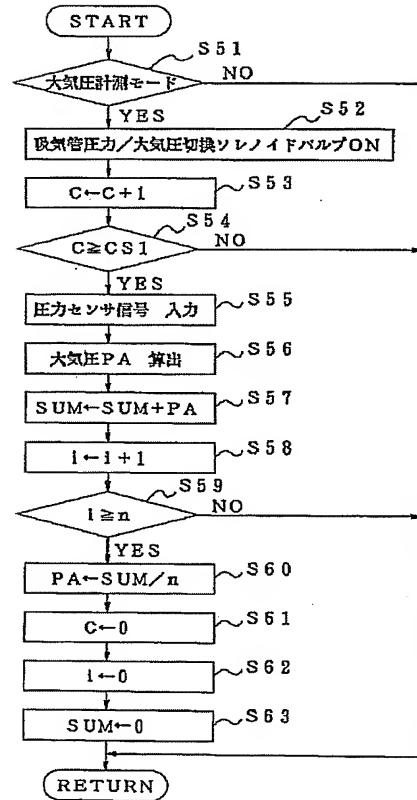 START
S51
大気圧計測モード
NO
YES
S52
吸気管圧力/大気圧切換ソレノイドバルブON
S53
C←C+1
S54
C≧CS1
NO
YES
S55
圧力センサ信号 入力
S56
大気圧PA 算出
S57
SUM←SUM+PA
S58
i←i+1
S59
i≧n
NO
YES
S60
PA←SUM/n
S61
C←0
S62
i←0
S63
SUM←0
RETURN